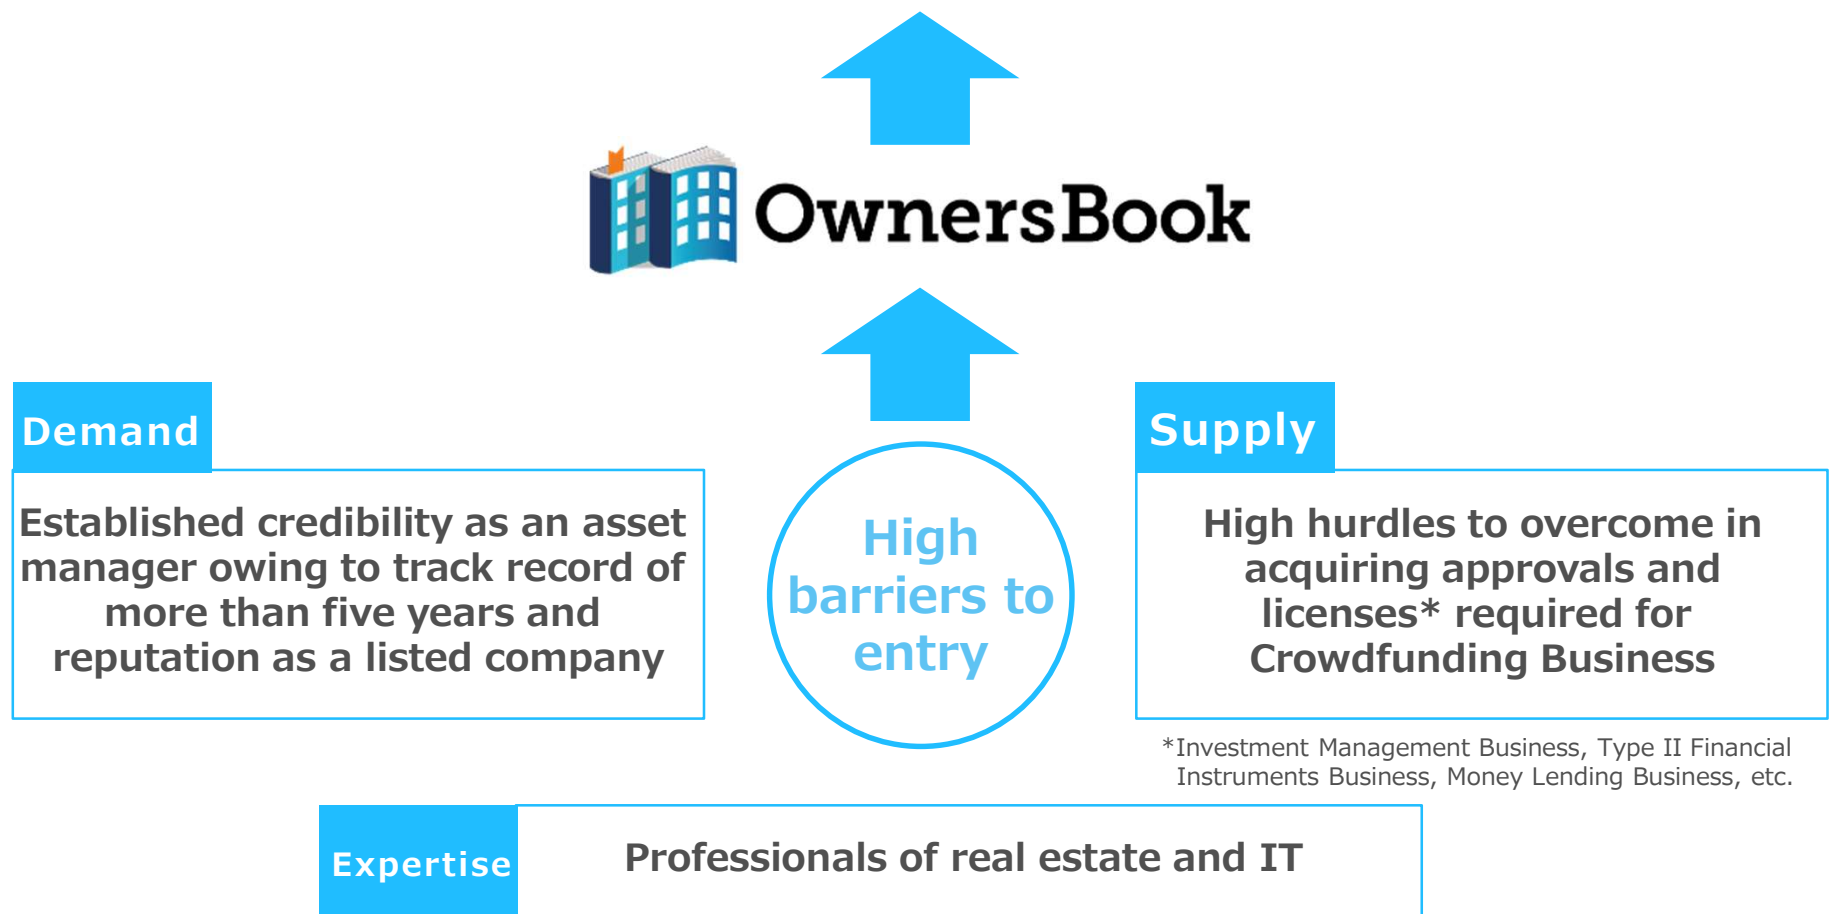 OwnersBook
Demand
Established credibility as an asset
manager owing to track record of
more than five years and
reputation as a listed company
High
barriers to
entry
Supply
High hurdles to overcome in
acquiring approvals and
licenses* required for
Crowdfunding Business
*Investment Management Business, Type II Financial
Instruments Business, Money Lending Business, etc.
Expertise
Professionals of real estate and IT